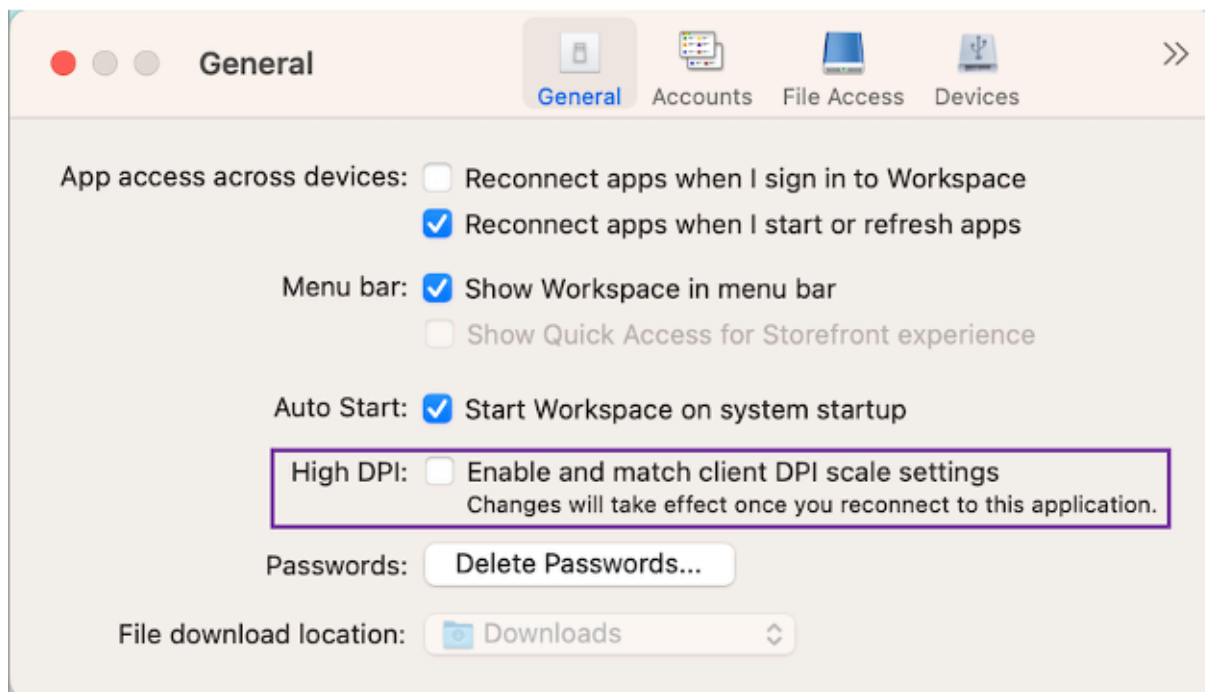 General
General Accounts File Access Devices
App access across devices: Reconnect apps when I sign in to Workspace
Reconnect apps when I start or refresh apps
Menu bar: Show Workspace in menu bar
Show Quick Access for Storefront experience
Auto Start: Start Workspace on system startup
High DPI: Enable and match client DPI scale settings
Changes will take effect once you reconnect to this application.
Passwords: Delete Passwords...
File download location: Downloads